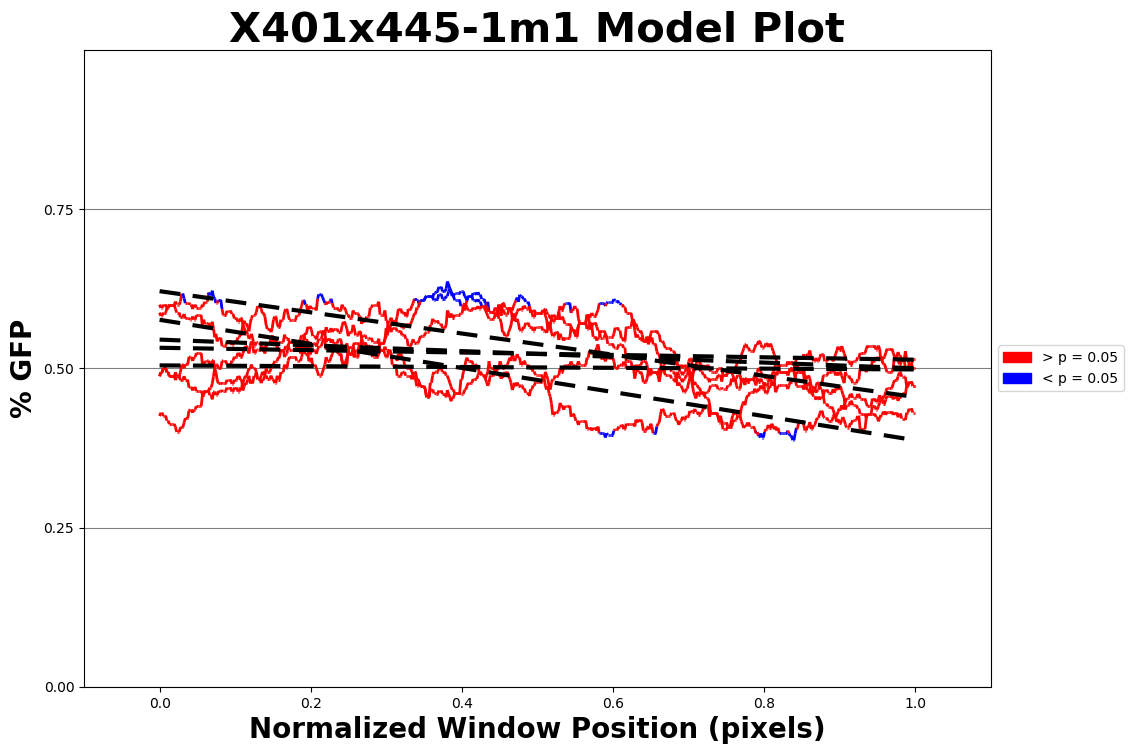 X401x445-1m1 Model Plot
% GFP
0.75
0.50
0.25
0.00
0.0 0.2 0.4 0.6 0.8 1.0
Normalized Window Position (pixels)
> p = 0.05
< p = 0.05